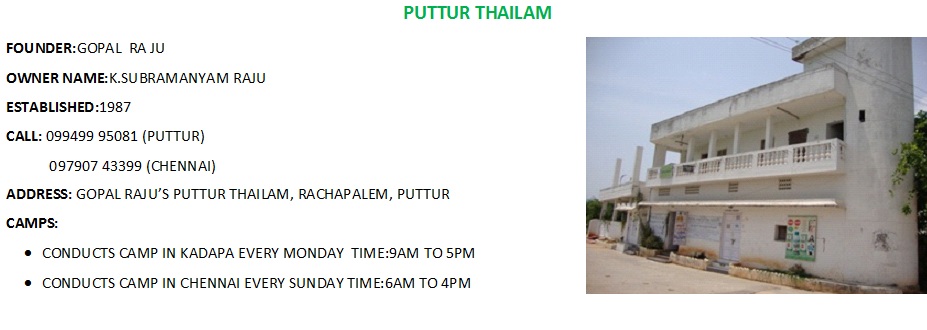 PUTTUR THAILAM
FOUNDER:GOPAL RAJU
OWNER NAME:K.SUBRAMANYAM RAJU
ESTABLISHED:1987
CALL: 099499 95081 (PUTTUR)
097907 43399 (CHENNAI)
ADDRESS: GOPAL RAJU’S PUTTUR THAILAM, RACHAPALEM, PUTTUR
CAMPS:
• CONDUCTS CAMP IN KADAPA EVERY MONDAY TIME:9AM TO 5PM
• CONDUCTS CAMP IN CHENNAI EVERY SUNDAY TIME:6AM TO 4PM